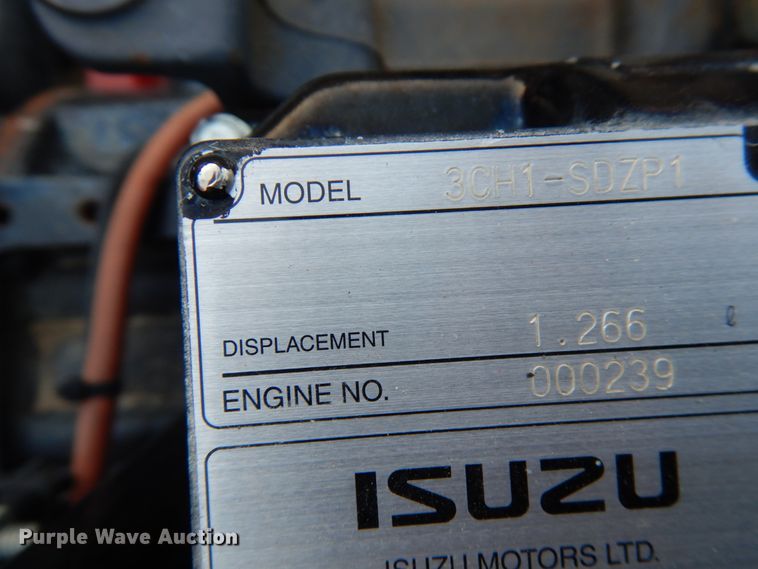 MODEL 3CH1-SDZP1
DISPLACEMENT 1.266 ℓ
ENGINE NO. 000239
ISUZU
ISUZU MOTORS LTD.
Purple Wave Auction